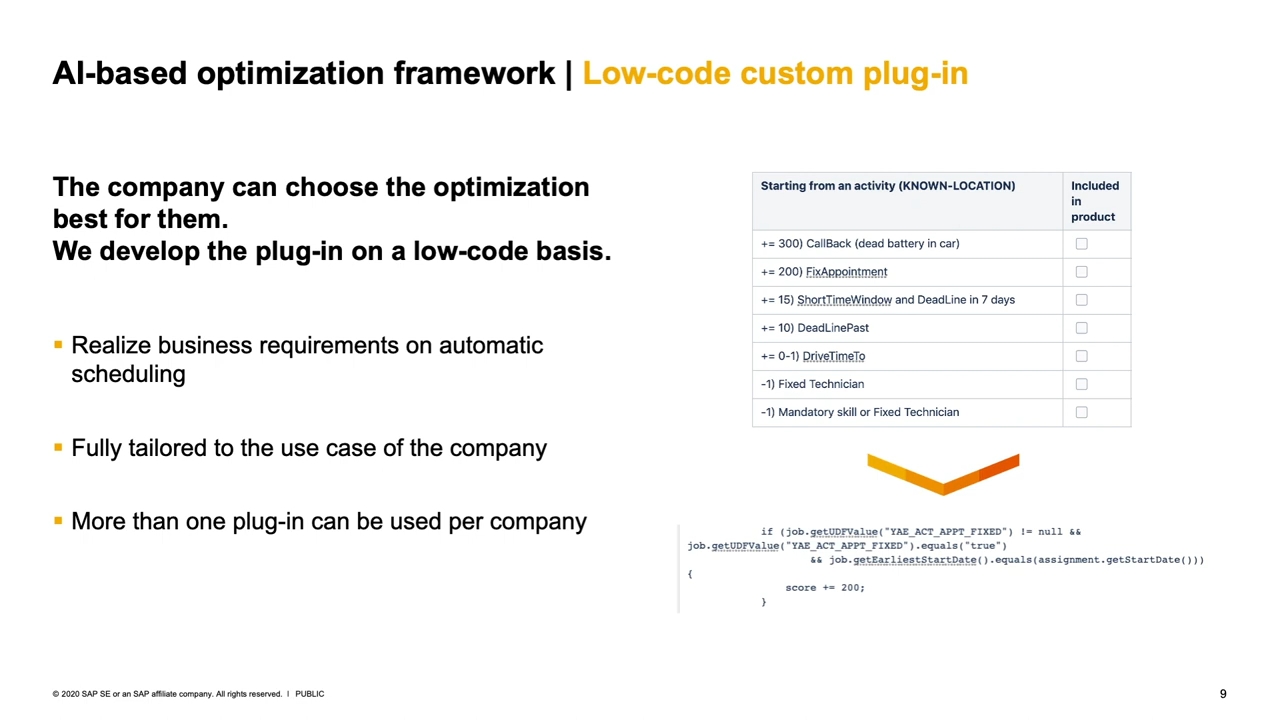 AI-based optimization framework | Low-code custom plug-in
The company can choose the optimization
best for them.
We develop the plug-in on a low-code basis.
▪ Realize business requirements on automatic
scheduling
▪ Fully tailored to the use case of the company
▪ More than one plug-in can be used per company
Starting from an activity (KNOWN-LOCATION)
Included
in
product
+= 300) CallBack (dead battery in car)
+= 200) FixAppointment
+= 15) ShortTimeWindow and DeadLine in 7 days
+= 10) DeadLinePast
+= 0-1) DriveTimeTo
-1) Fixed Technician
-1) Mandatory skill or Fixed Technician
if (job.getUDFValue("YAE_ACT_APPT_FIXED") != null &&
job.getUDFValue("YAE_ACT_APPT_FIXED").equals("true")
&& job.getEarliestStartDate().equals(assignment.getStartDate()))
{
score += 200;
}
© 2020 SAP SE or an SAP affiliate company. All rights reserved. | PUBLIC
9